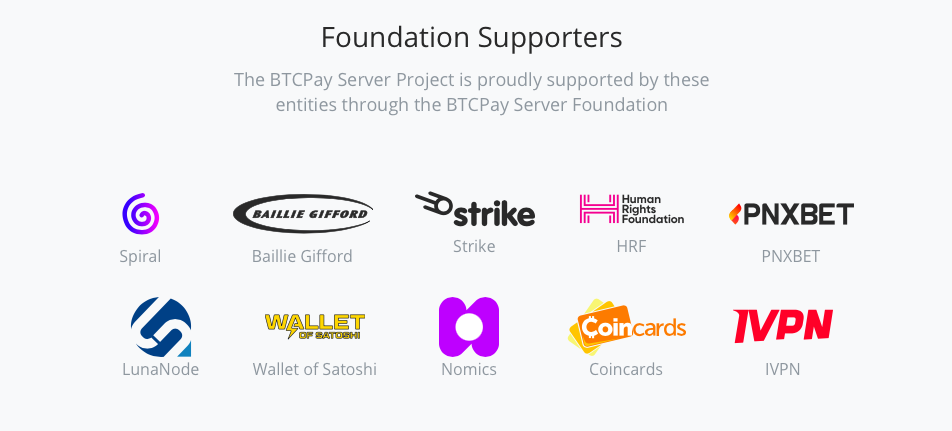 Foundation Supporters
The BTCPay Server Project is proudly supported by these
entities through the BTCPay Server Foundation
BAILLIE GIFFORD
strike
Human
Rights
Foundation
PNXBET
Spiral
Baillie Gifford
Strike
HRF
PNXBET
WALLET
OF SATOSHI
Coincards
IVPN
LunaNode
Wallet of Satoshi
Nomics
Coincards
IVPN